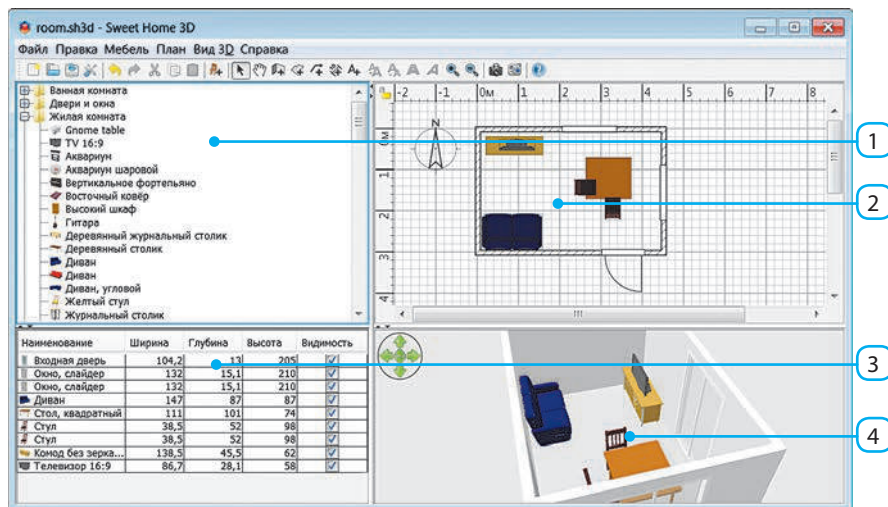 room.sh3d - Sweet Home 3D
Файл Правка Мебель План Вид 3D Справка
Ванная комната
Двери и окна
Жилая комната
Gnome table
TV 16:9
Аквариун
Аквариум шаровой
Вертикальное фортепьяно
Восточный ковёр
Высокий шкаф
Гитара
Деревянный журнальный столик
Деревянный столик
Диван
Диван
Диван, угловой
Желтый стул
Журнальный столик
-2 -1 0м 1 2 3 4 5 6 7 8
N
0м
1
2
3
4
Наименование Ширина Глубина Высота Видимость
Входная дверь 104,2 13 205
Окно, слайдер 132 15,1 210
Окно, слайдер 132 15,1 210
Диван 147 87 87
Стол, квадратный 111 101 74
Стул 38,5 52 98
Стул 38,5 52 98
Комод без зерка... 138,5 45,5 62
Телевизор 16:9 86,7 28,1 58
1
2
3
4